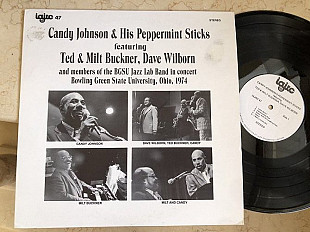 47
STEREO
Candy Johnson & His Peppermint Sticks
featuring
Ted & Milt Buckner, Dave Wilborn
and members of the BGSU Jazz Lab Band in concert
Bowling Green State University, Ohio, 1974
CANDY JOHNSON
DAVE WILBORN, TED BUCKNER, CANDY
MILT BUCKNER
MILT AND CANDY